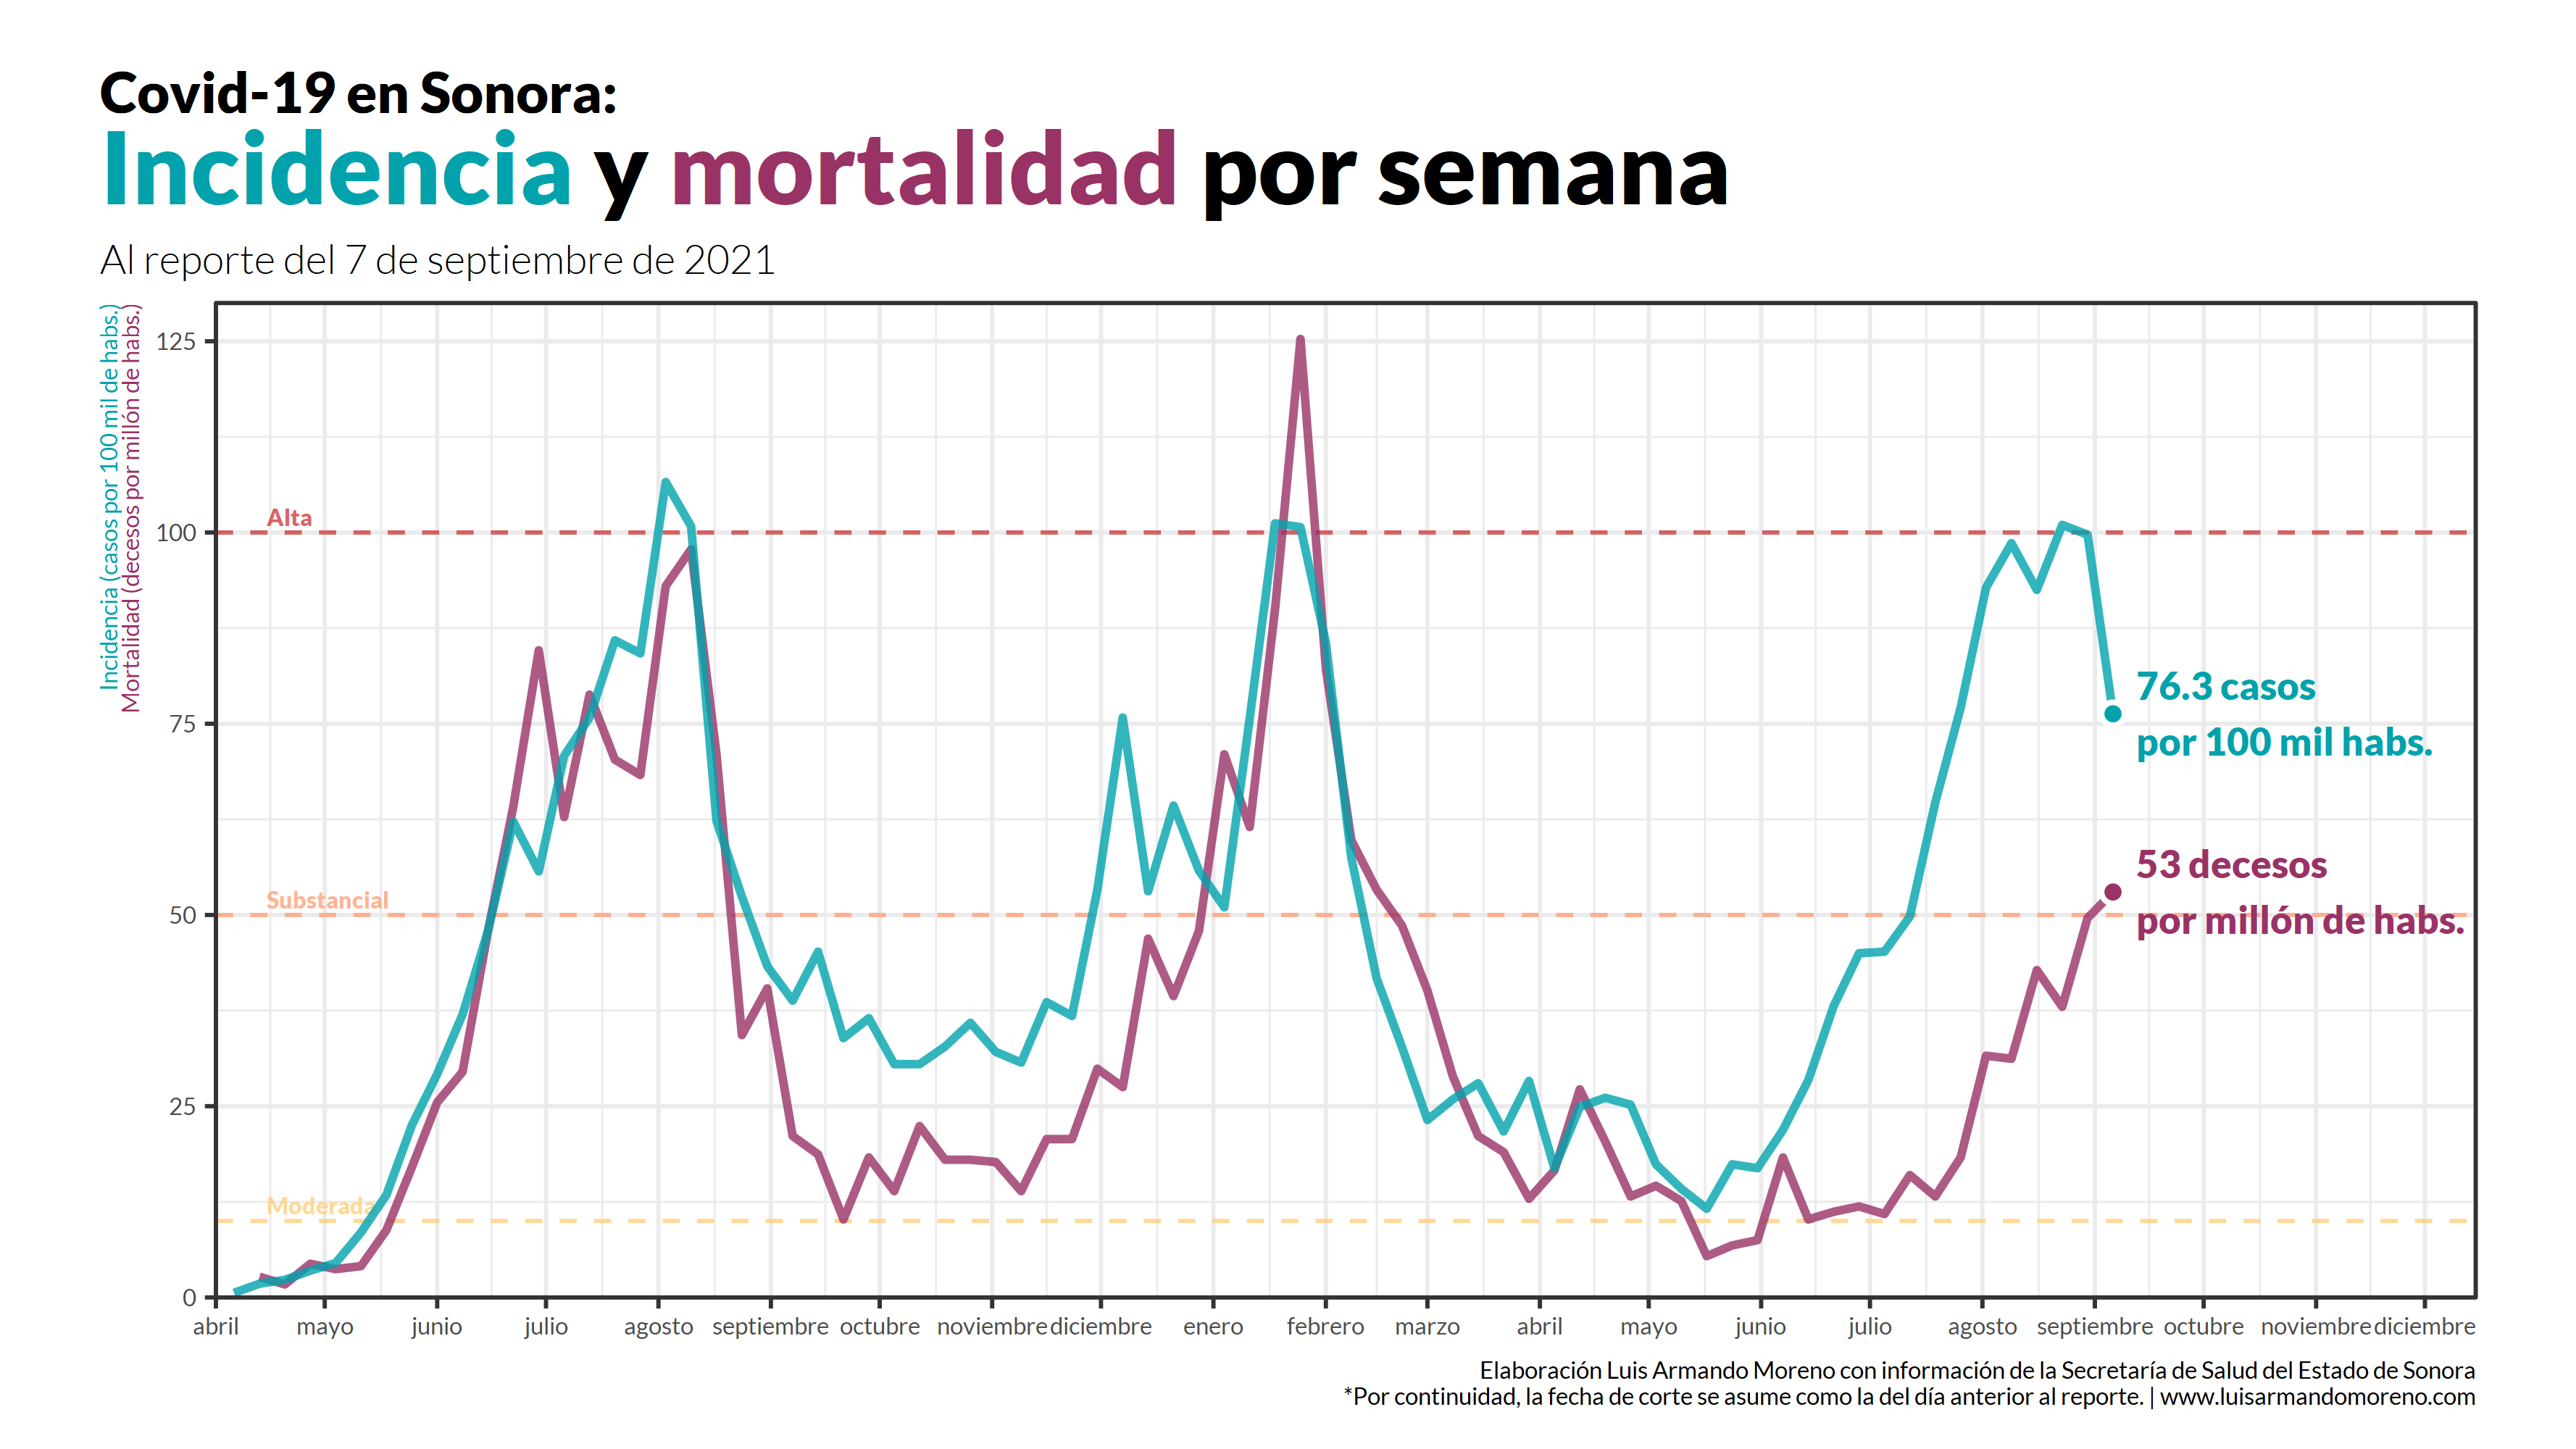 Covid-19 en Sonora:
Incidencia y mortalidad por semana
Al reporte del 7 de septiembre de 2021
Incidencia (casos por 100 mil de habs.)
Mortalidad (decesos por millón de habs.)
125
100
75
50
25
0
Alta
Substancial
Moderada
76.3 casos
por 100 mil habs.
53 decesos
por millón de habs.
abril mayo junio julio agosto septiembre octubre noviembre diciembre enero febrero marzo abril mayo junio julio agosto septiembre octubre noviembre diciembre
Elaboración Luis Armando Moreno con información de la Secretaría de Salud del Estado de Sonora
*Por continuidad, la fecha de corte se asume como la del día anterior al reporte. | www.luisarmandomoreno.com